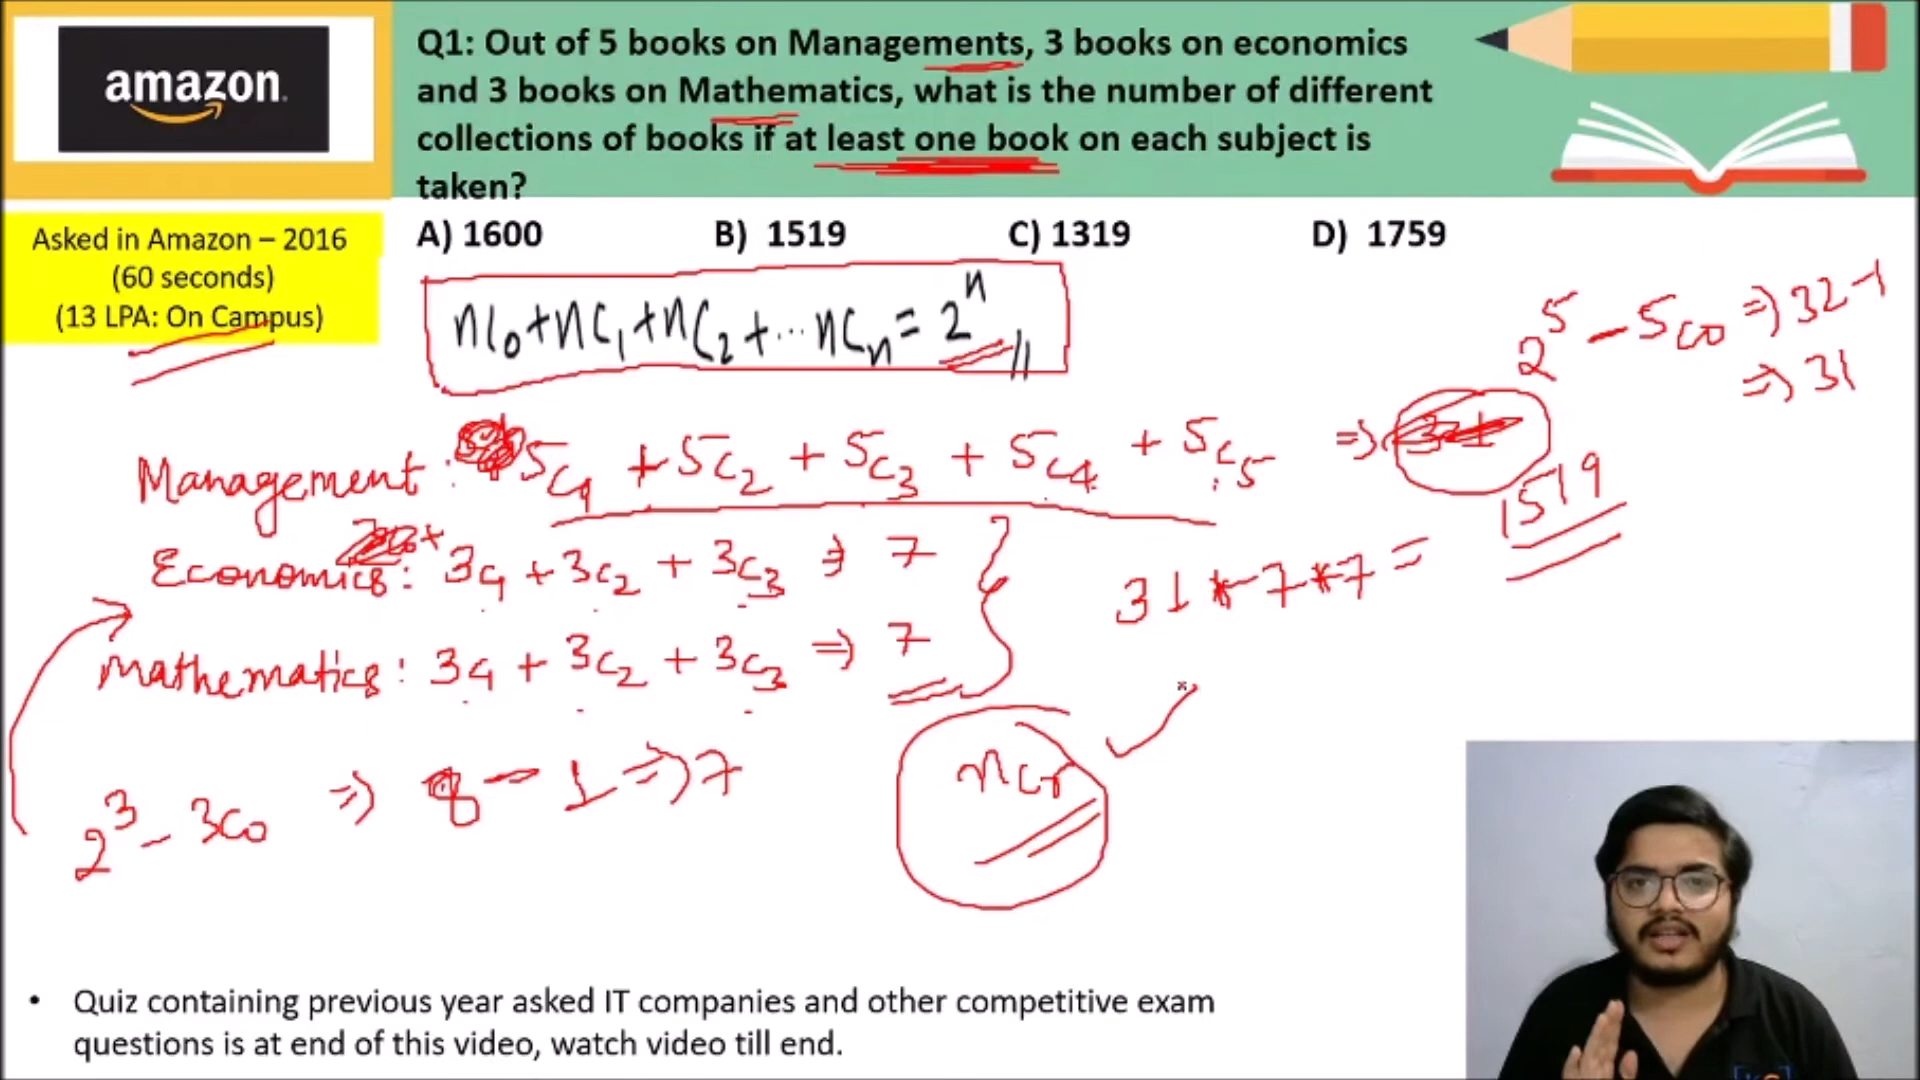 amazon
Q1: Out of 5 books on Managements, 3 books on economics
and 3 books on Mathematics, what is the number of different
collections of books if at least one book on each subject is
taken?
Asked in Amazon – 2016
(60 seconds)
(13 LPA: On Campus)
A) 1600 B) 1519 C) 1319 D) 1759
nC₀+nC₁+nC₂+...nCₙ=2ⁿ
2⁵-5C₀⇒32-1
⇒31
Management: 5C₁+5C₂+5C₃+5C₄+5C₅ ⇒
1519
Economics: 3C₁+3C₂+3C₃⇒7
31*7*7=
Mathematics: 3C₁+3C₂+3C₃⇒7
nCr
2³-3C₀⇒8-1⇒7
• Quiz containing previous year asked IT companies and other competitive exam
questions is at end of this video, watch video till end.